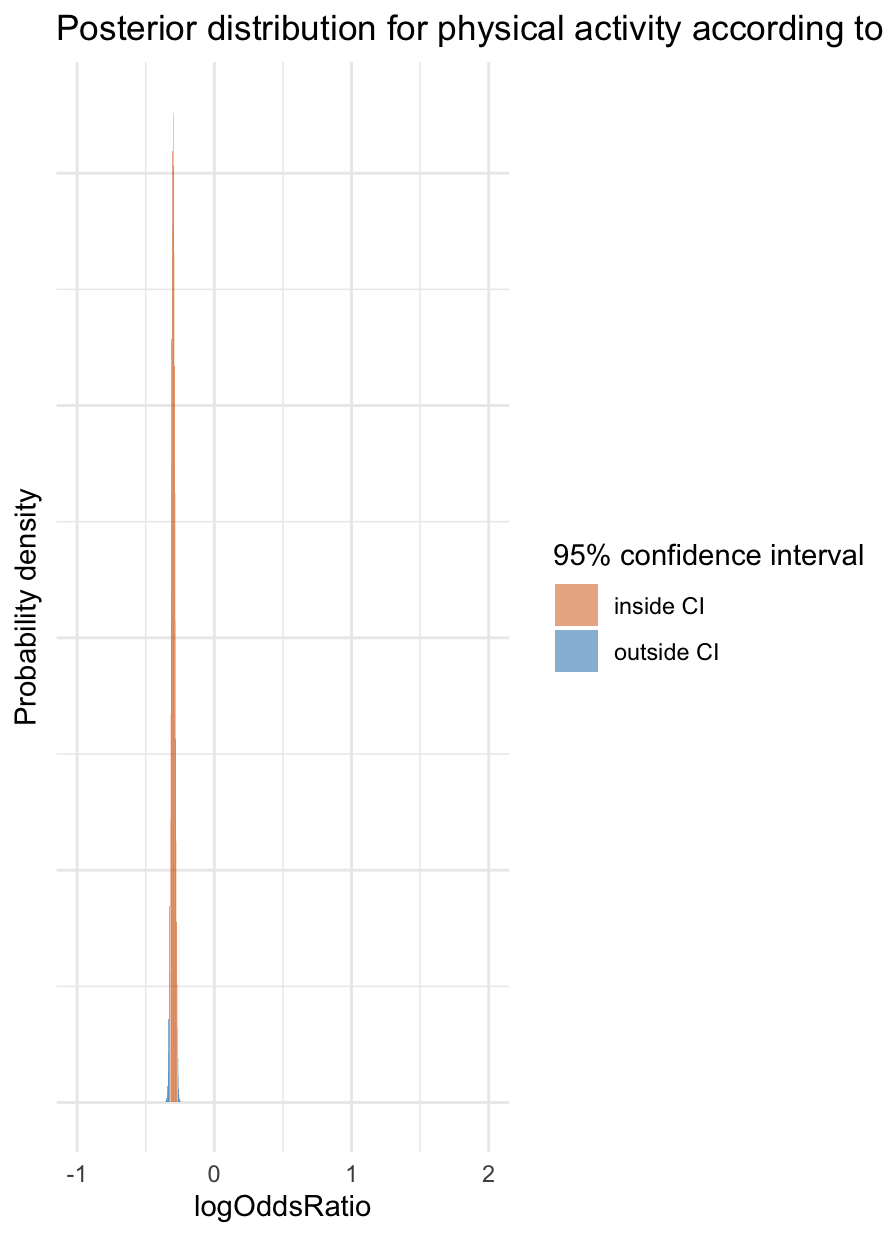 Posterior distribution for physical activity according to
Probability density
95% confidence interval
inside CI
outside CI
-1 0 1 2
logOddsRatio